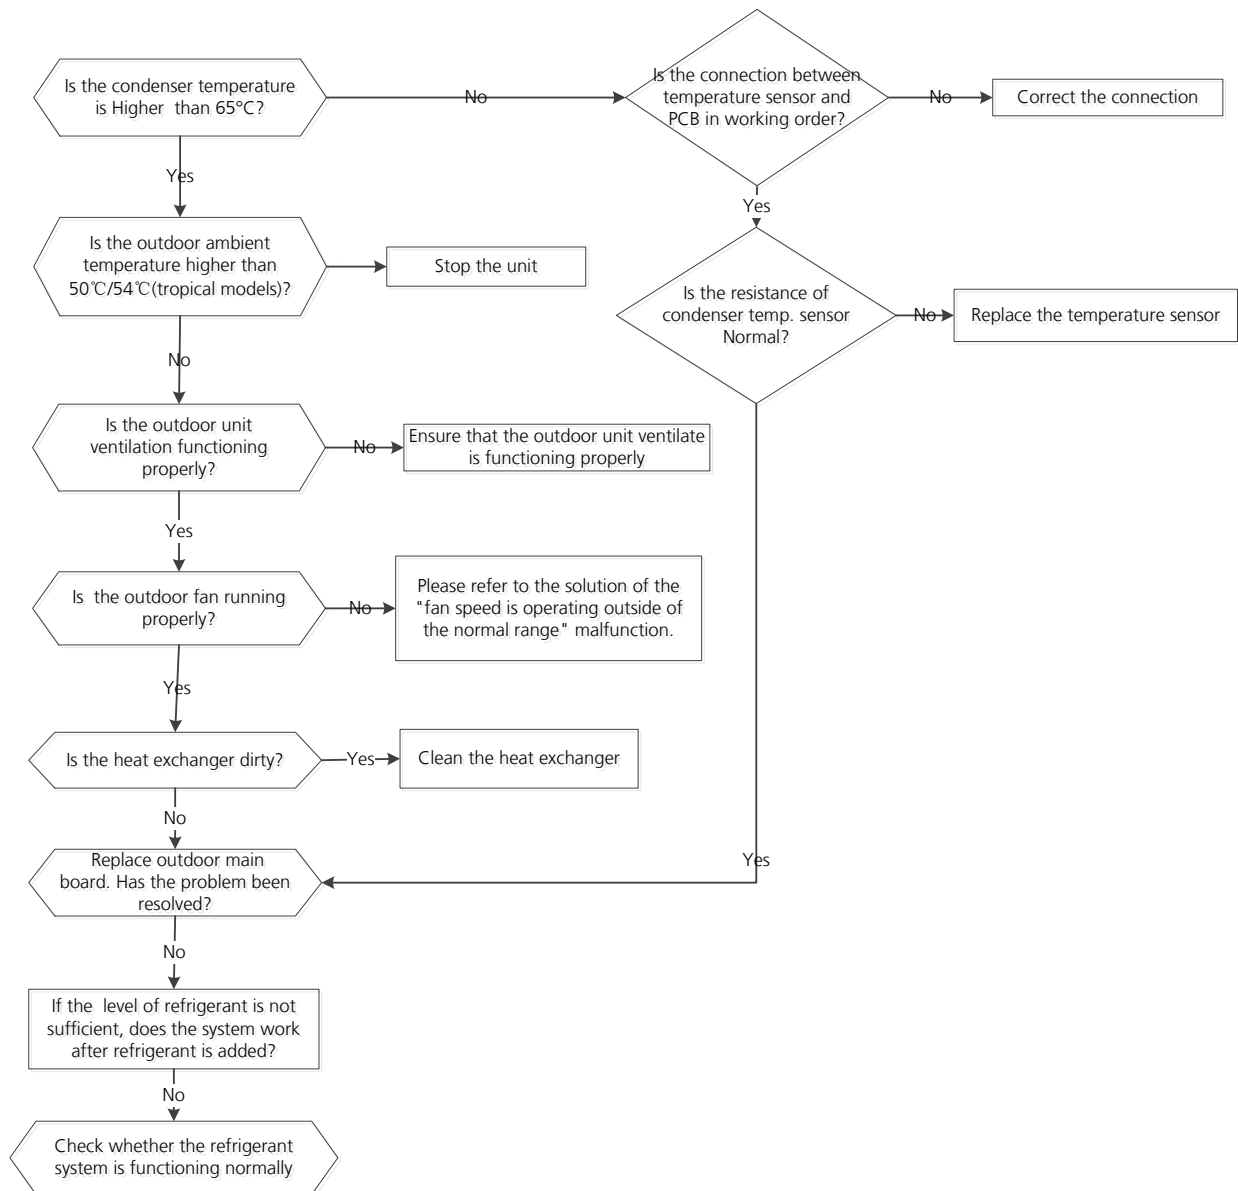 Is the condenser temperature
is Higher than 65°C?
No
Is the connection between
temperature sensor and
PCB in working order?
No
Correct the connection
Yes
Yes
Is the outdoor ambient
temperature higher than
50℃/54℃(tropical models)?
Stop the unit
Is the resistance of
condenser temp. sensor
Normal?
No
Replace the temperature sensor
No
Is the outdoor unit
ventilation functioning
properly?
No
Ensure that the outdoor unit ventilate
is functioning properly
Yes
Is the outdoor fan running
properly?
No
Please refer to the solution of the
"fan speed is operating outside of
the normal range" malfunction.
Yes
Is the heat exchanger dirty?
Yes
Clean the heat exchanger
No
Replace outdoor main
board. Has the problem been
resolved?
Yes
No
If the level of refrigerant is not
sufficient, does the system work
after refrigerant is added?
No
Check whether the refrigerant
system is functioning normally